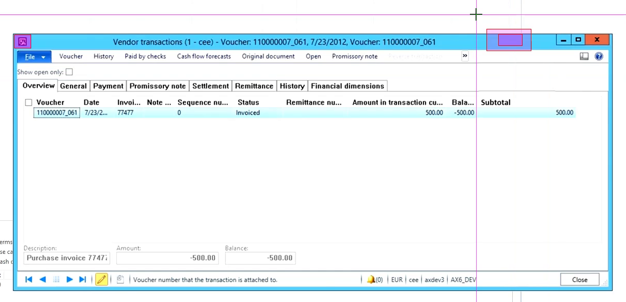 Vendor transactions (1 - cee) - Voucher: 110000007_061, 7/23/2012, Voucher: 110000007_061
File Voucher History Paid by checks Cash flow forecasts Original document Open Promissory note »
Show open only:
Overview General Payment Promissory note Settlement Remittance History Financial dimensions
Voucher Date Invoi... Note ... Sequence nu... Status Remittance nu... Amount in transaction cu... Bala... Subtotal
110000007_061 7/23/2... 77477 0 Invoiced 500.00 -500.00 500.00
Description: Amount: Balance:
Purchase invoice 77477 -500.00 -500.00
Voucher number that the transaction is attached to. (0) EUR cee axdev3 AX6_DEV Close